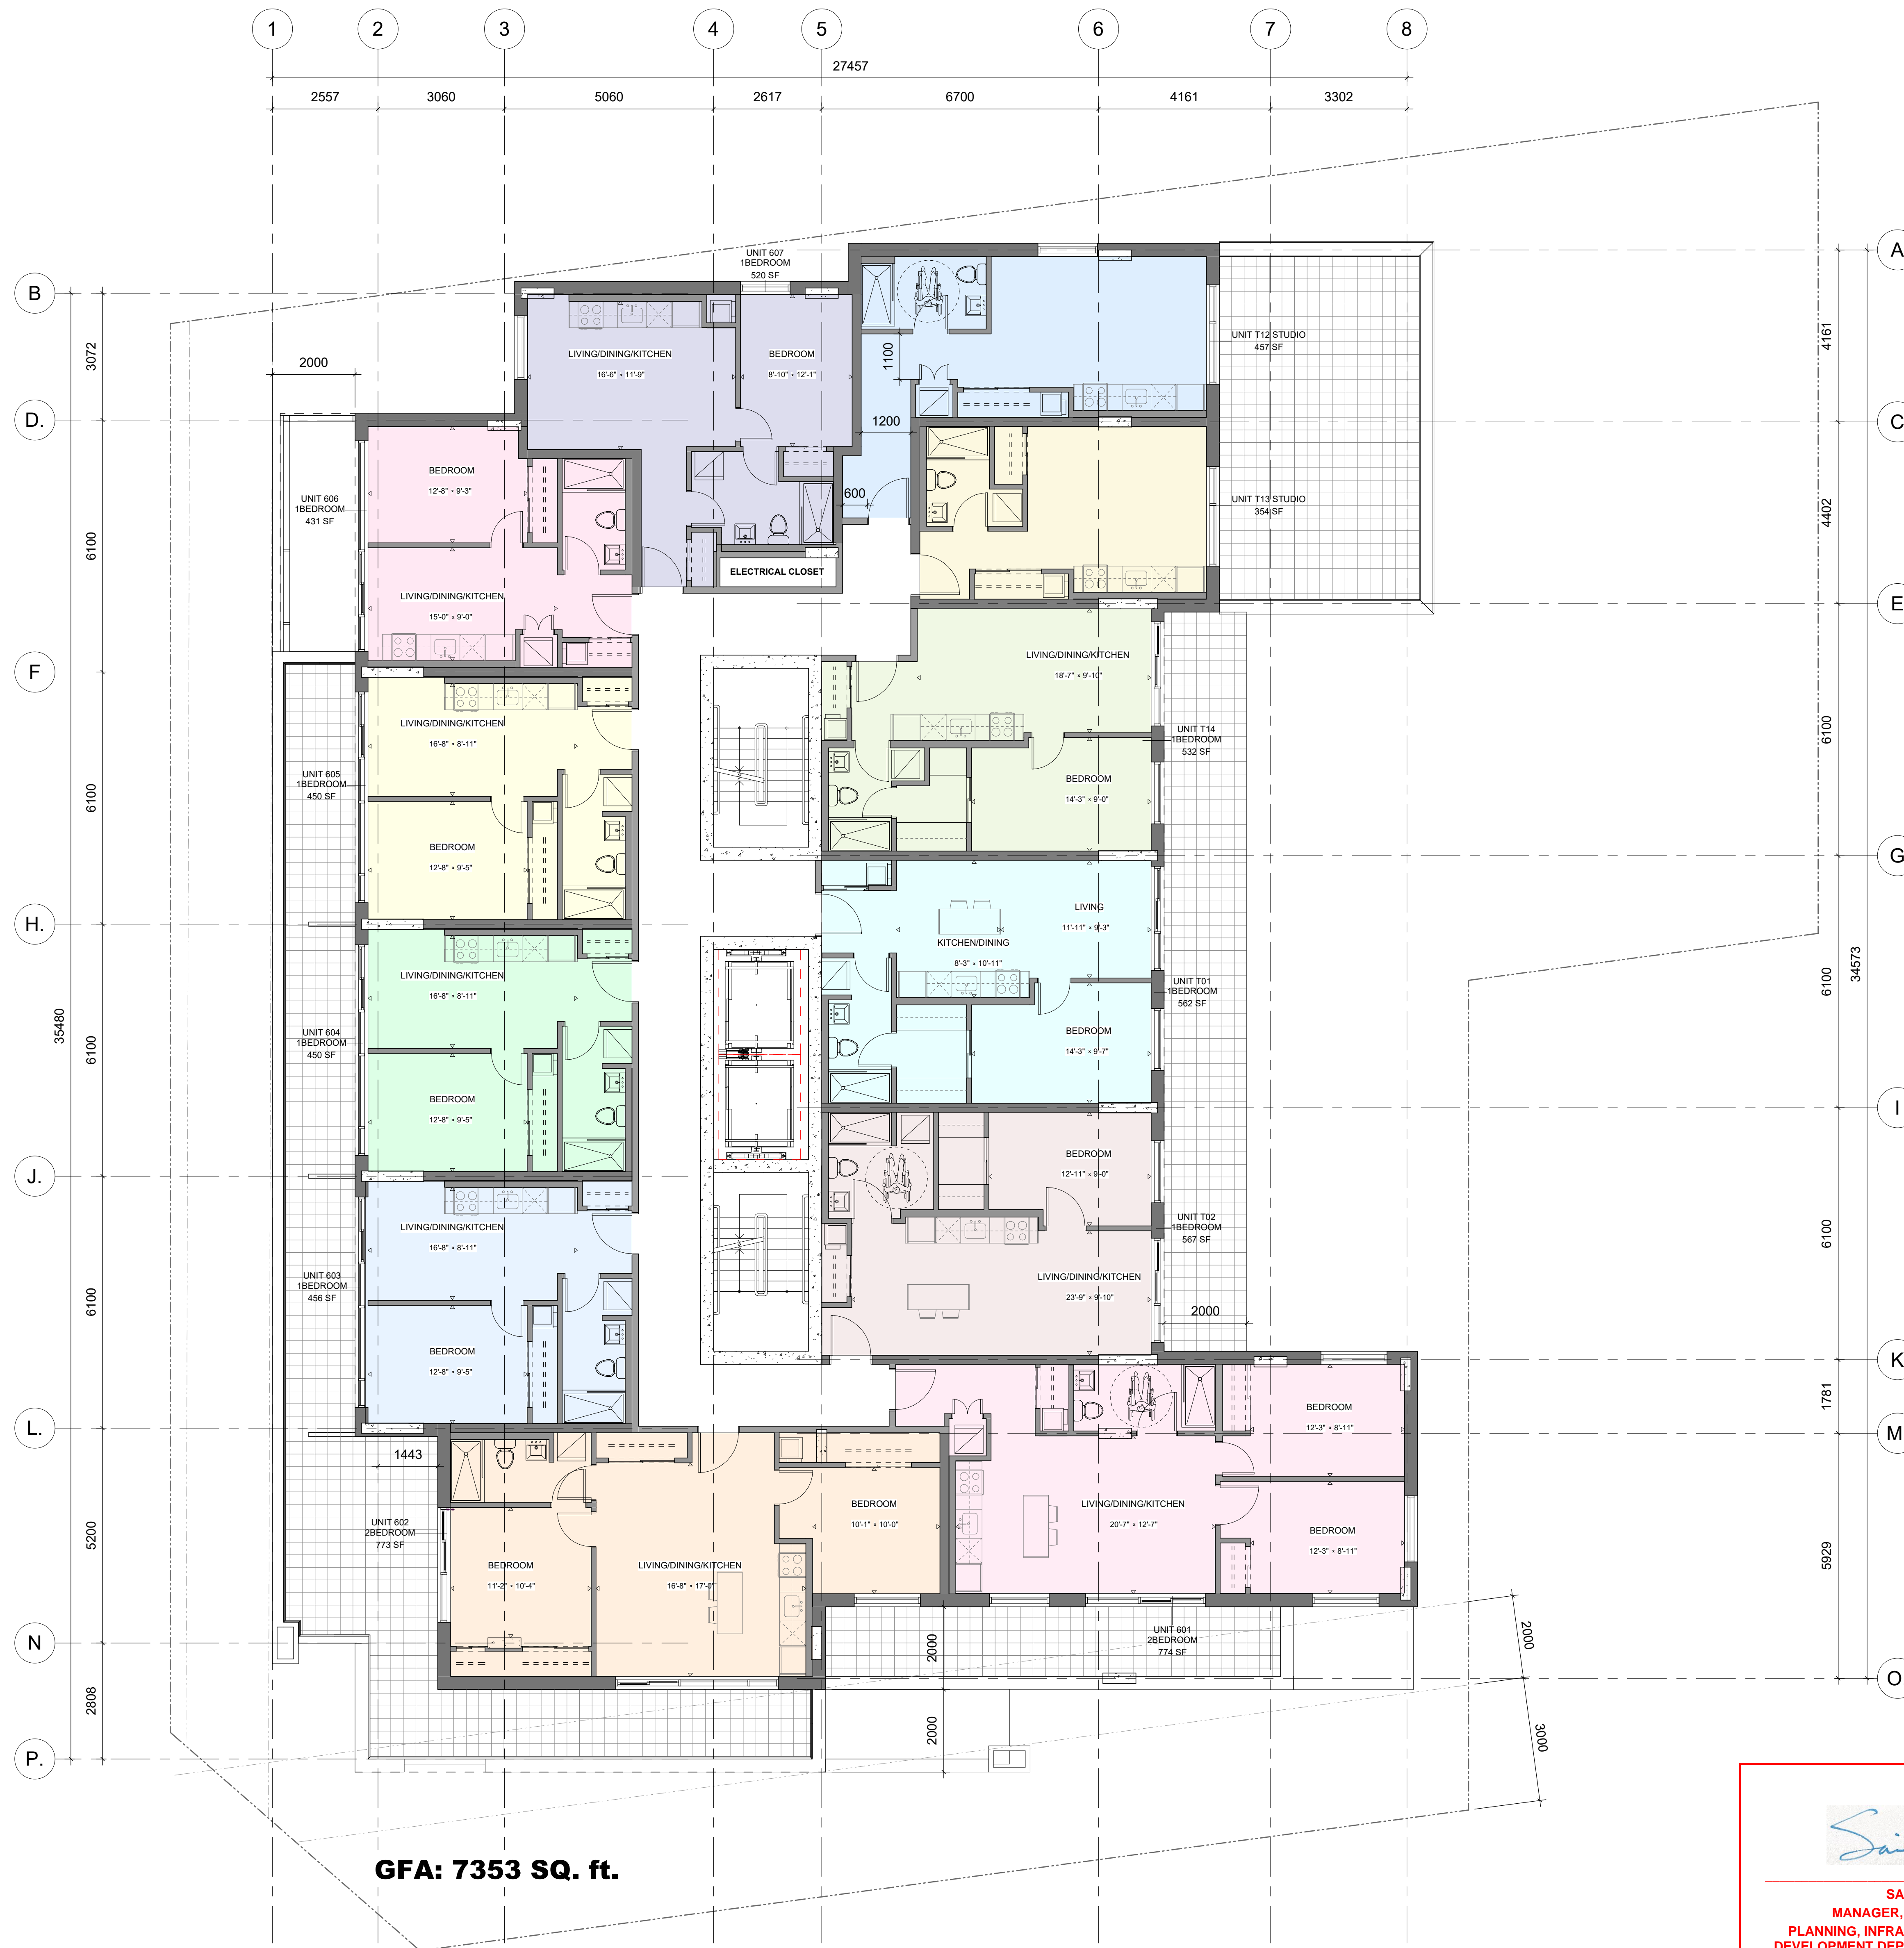 1 2 3 4 5 6 7 8
27457
2557 3060 5060 2617 6700 4161 3302
A
B
C
D.
E
F
G
H.
I
J.
K
L.
M
N
O
P.
3072
6100
6100
6100
6100
5200
2808
35480
4161
4402
6100
6100
6100
1781
5929
34573
2000
UNIT 607
1BEDROOM
520 SF
LIVING/DINING/KITCHEN
16'-6" × 11'-9"
BEDROOM
8'-10" × 12'-1"
1100
1200
600
UNIT T12 STUDIO
457 SF
UNIT T13 STUDIO
354 SF
ELECTRICAL CLOSET
UNIT 606
1BEDROOM
431 SF
BEDROOM
12'-8" × 9'-3"
LIVING/DINING/KITCHEN
15'-0" × 9'-0"
LIVING/DINING/KITCHEN
18'-7" × 9'-10"
UNIT T14
1BEDROOM
532 SF
BEDROOM
14'-3" × 9'-0"
LIVING/DINING/KITCHEN
16'-8" × 8'-11"
UNIT 605
1BEDROOM
450 SF
BEDROOM
12'-8" × 9'-5"
LIVING
11'-11" × 9'-3"
KITCHEN/DINING
8'-3" × 10'-11"
UNIT T01
1BEDROOM
562 SF
BEDROOM
14'-3" × 9'-7"
LIVING/DINING/KITCHEN
16'-8" × 8'-11"
UNIT 604
1BEDROOM
450 SF
BEDROOM
12'-8" × 9'-5"
BEDROOM
12'-11" × 9'-0"
UNIT T02
1BEDROOM
567 SF
LIVING/DINING/KITCHEN
23'-9" × 9'-10"
2000
LIVING/DINING/KITCHEN
16'-8" × 8'-11"
UNIT 603
1BEDROOM
456 SF
BEDROOM
12'-8" × 9'-5"
1443
UNIT 602
2BEDROOM
773 SF
BEDROOM
11'-2" × 10'-4"
LIVING/DINING/KITCHEN
16'-8" × 17'-0"
BEDROOM
10'-1" × 10'-0"
LIVING/DINING/KITCHEN
20'-7" × 12'-7"
BEDROOM
12'-3" × 8'-11"
BEDROOM
12'-3" × 8'-11"
UNIT 601
2BEDROOM
774 SF
2000
2000
2000
3000
GFA: 7353 SQ. ft.
SA
MANAGER,
PLANNING, INFRA
DEVELOPMENT DEP